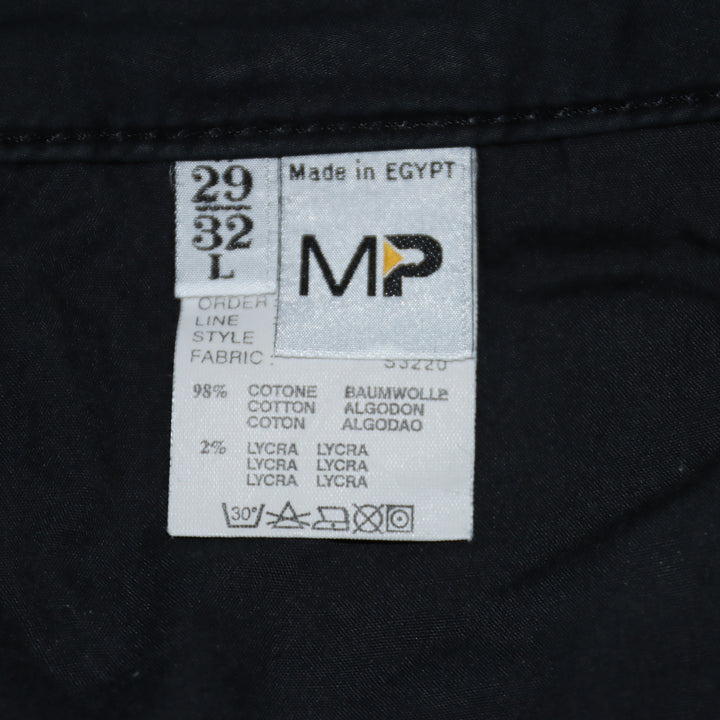 29
32
L
Made in EGYPT
MP
ORDER
LINE
STYLE
FABRIC : S3220
98% COTONE BAUMWOLLE
COTTON ALGODON
COTON ALGODAO
2% LYCRA LYCRA
LYCRA LYCRA
LYCRA LYCRA
30°